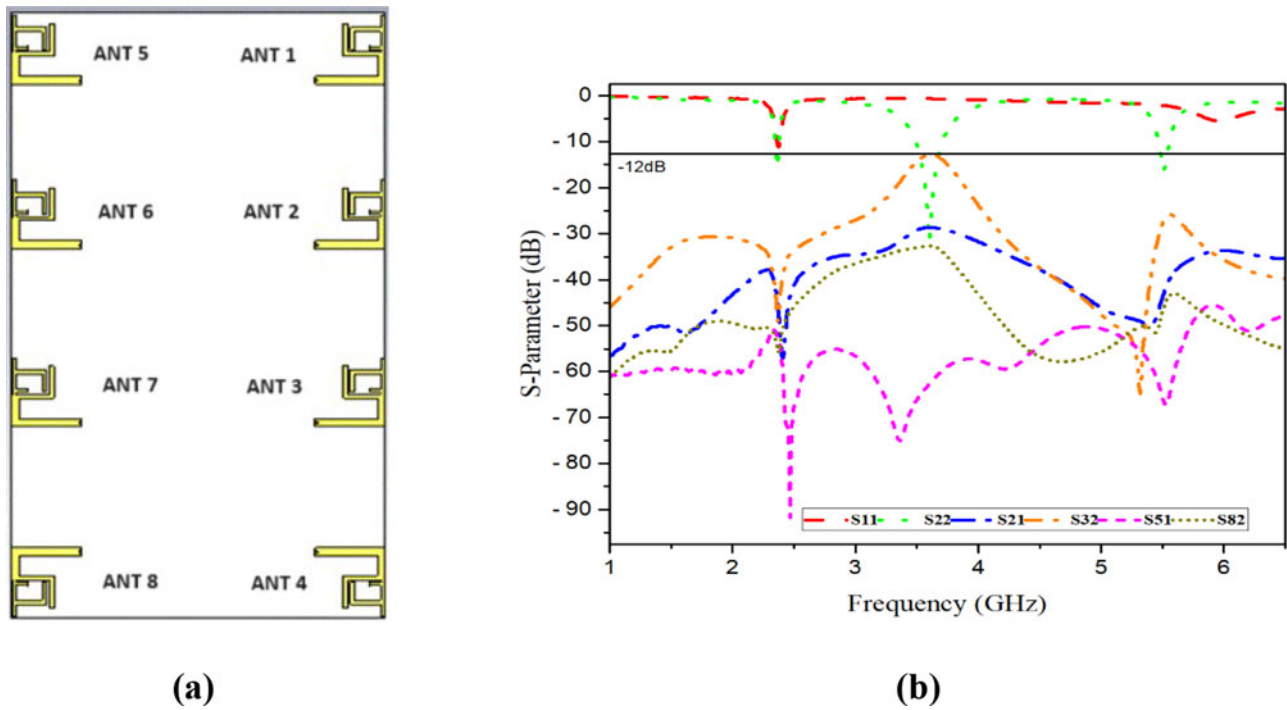 ANT 5 ANT 1
ANT 6 ANT 2
ANT 7 ANT 3
ANT 8 ANT 4
(a)
0
- 10
-12dB
- 20
- 30
- 40
- 50
- 60
- 70
- 80
- 90
S-Parameter (dB)
S11 S22 S21 S32 S51 S82
1 2 3 4 5 6
Frequency (GHz)
(b)